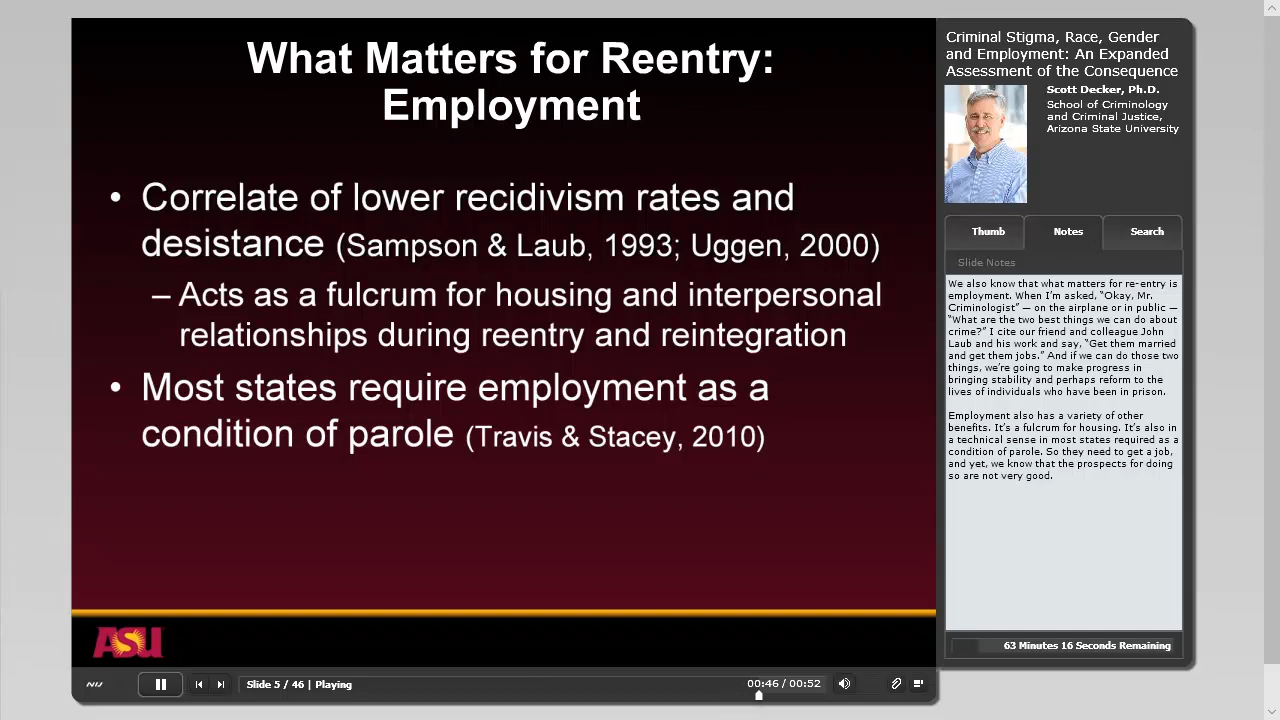 What Matters for Reentry:
Employment
• Correlate of lower recidivism rates and
desistance (Sampson & Laub, 1993; Uggen, 2000)
– Acts as a fulcrum for housing and interpersonal
relationships during reentry and reintegration
• Most states require employment as a
condition of parole (Travis & Stacey, 2010)
ASU
NIJ
Slide 5 / 46 | Playing
00:46 / 00:52
Criminal Stigma, Race, Gender
and Employment: An Expanded
Assessment of the Consequence
Scott Decker, Ph.D.
School of Criminology
and Criminal Justice,
Arizona State University
Thumb
Notes
Search
Slide Notes
We also know that what matters for re-entry is
employment. When I'm asked, “Okay, Mr.
Criminologist” — on the airplane or in public —
“What are the two best things we can do about
crime?” I cite our friend and colleague John
Laub and his work and say, “Get them married
and get them jobs.” And if we can do those two
things, we're going to make progress in
bringing stability and perhaps reform to the
lives of individuals who have been in prison.
Employment also has a variety of other
benefits. It's a fulcrum for housing. It's also in
a technical sense in most states required as a
condition of parole. So they need to get a job,
and yet, we know that the prospects for doing
so are not very good.
63 Minutes 16 Seconds Remaining